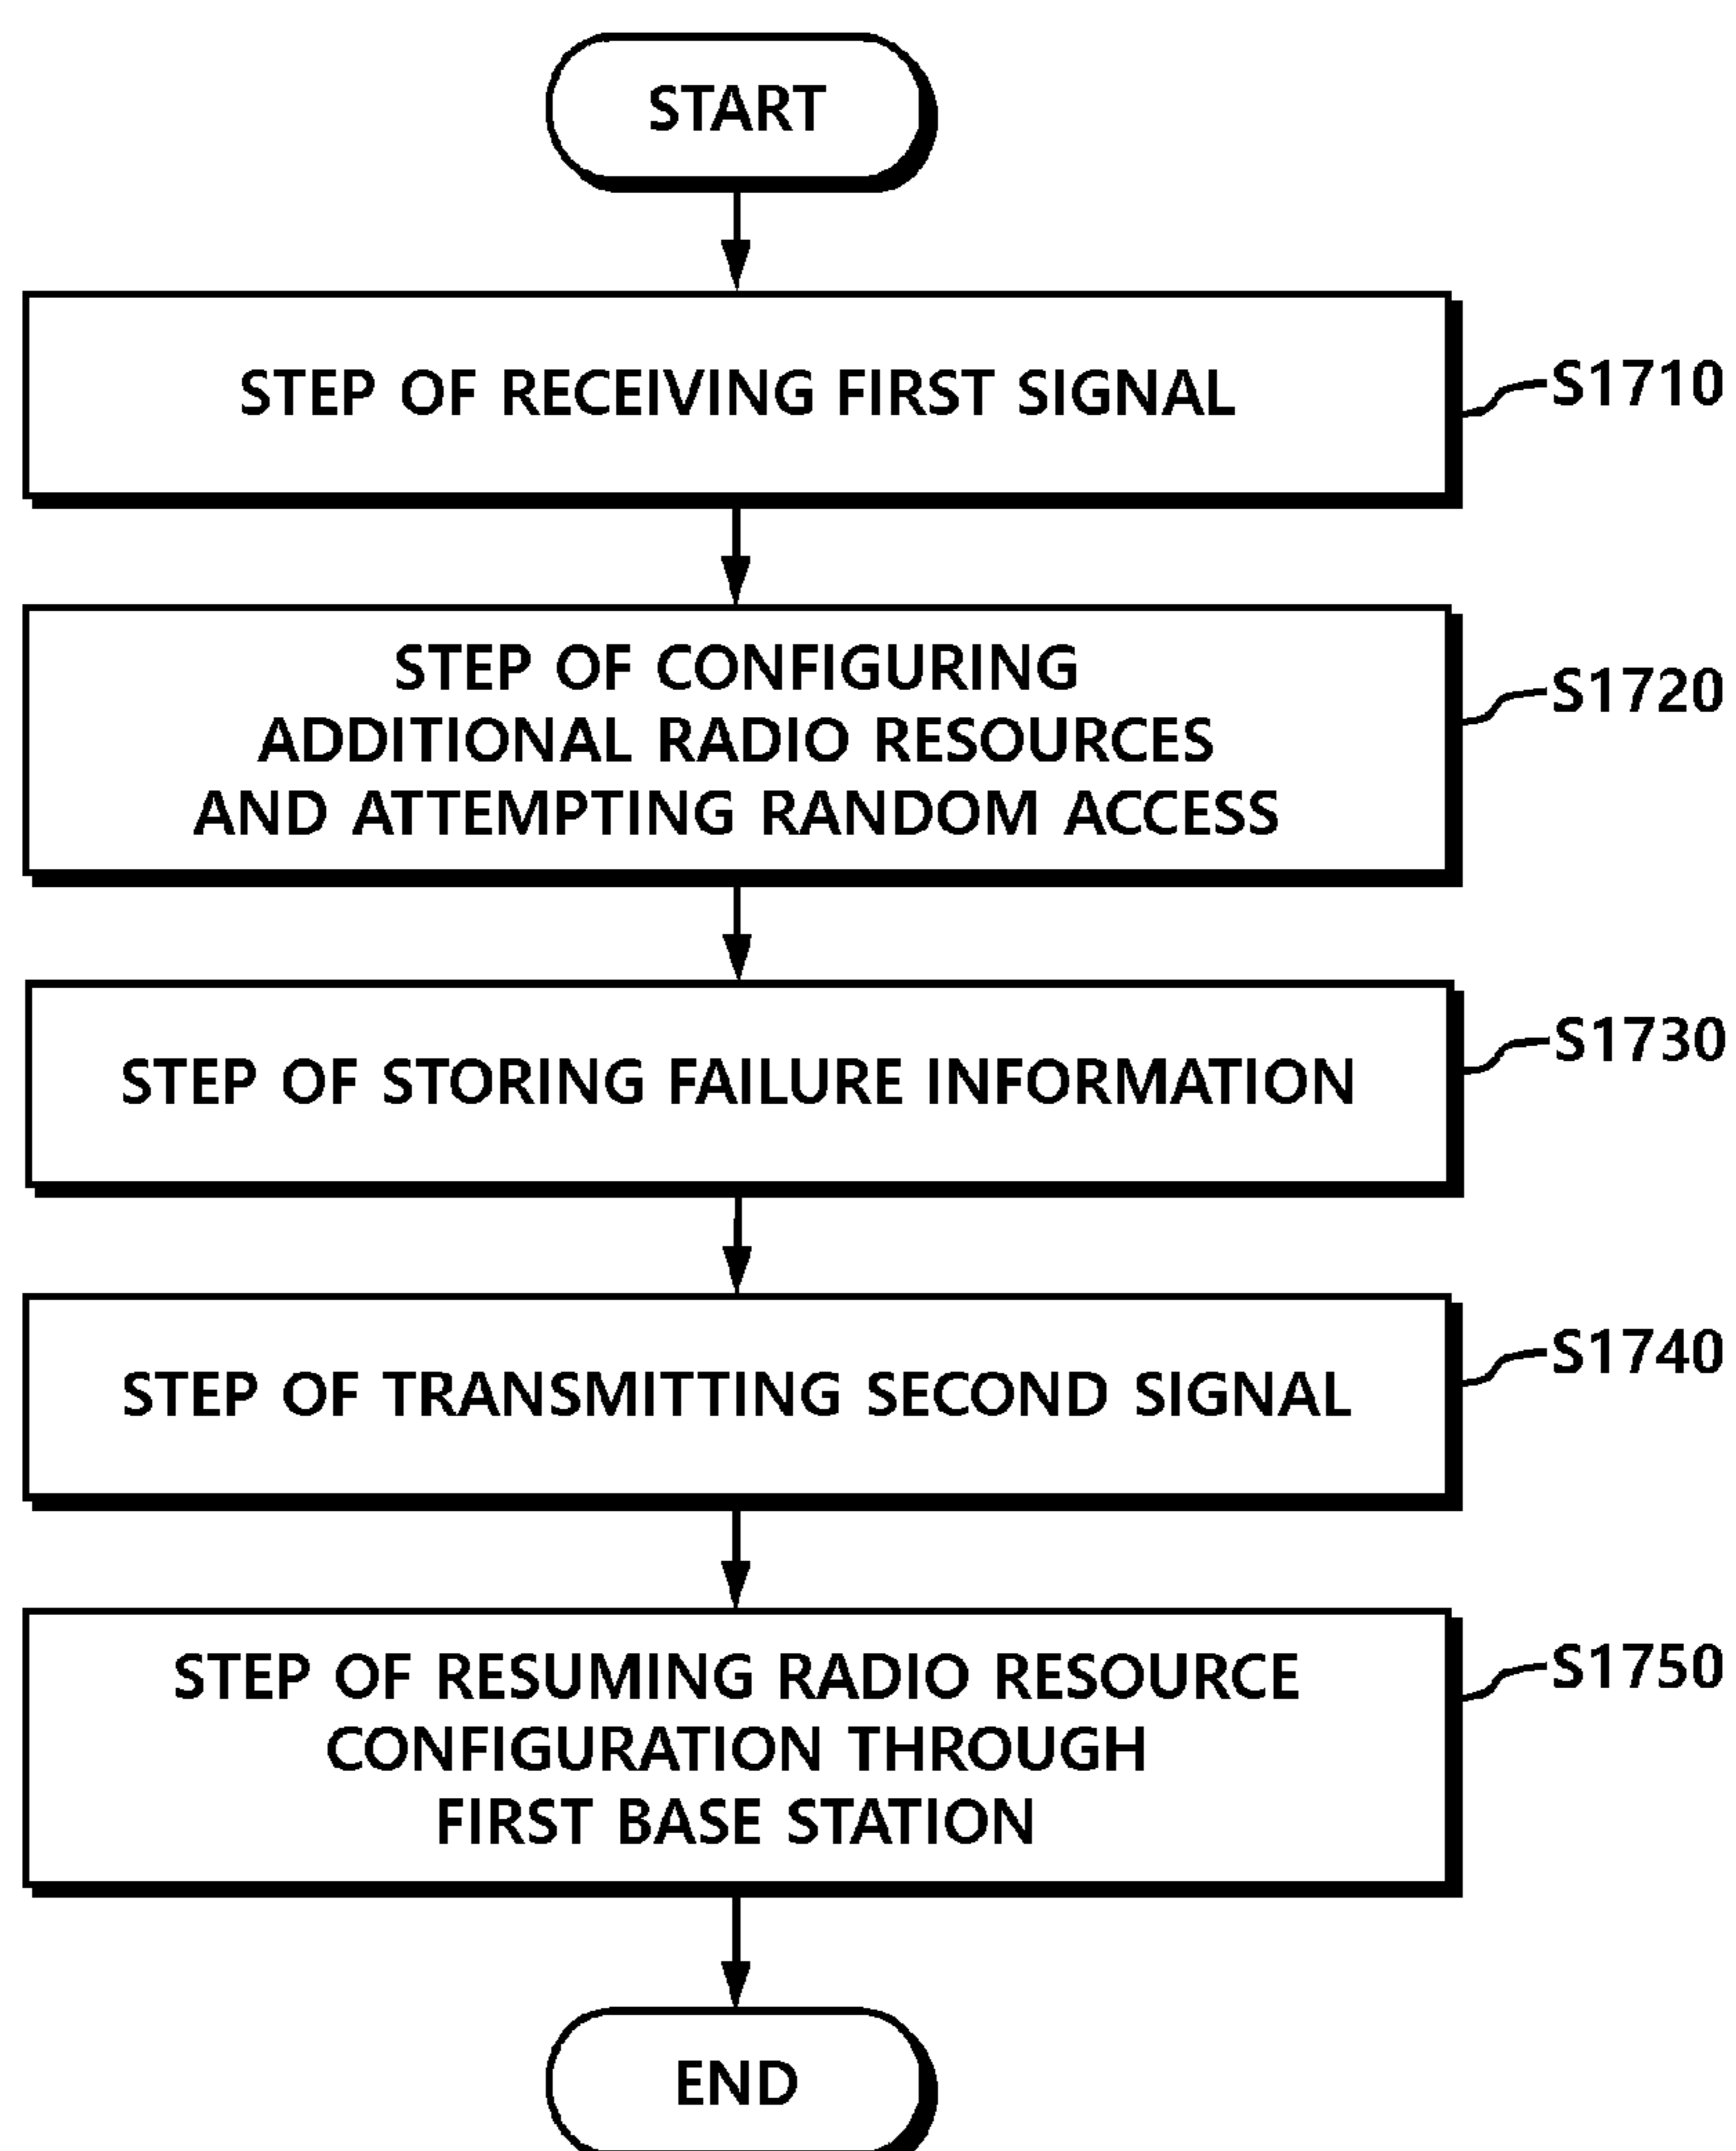 START
STEP OF RECEIVING FIRST SIGNAL
S1710
STEP OF CONFIGURING
ADDITIONAL RADIO RESOURCES
AND ATTEMPTING RANDOM ACCESS
S1720
STEP OF STORING FAILURE INFORMATION
S1730
STEP OF TRANSMITTING SECOND SIGNAL
S1740
STEP OF RESUMING RADIO RESOURCE
CONFIGURATION THROUGH
FIRST BASE STATION
S1750
END